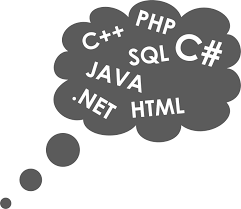 PHP
C++
SQL C#
JAVA
.NET HTML